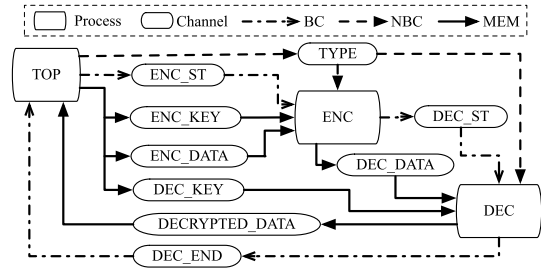 Process Channel BC NBC MEM
TYPE
TOP
ENC_ST
ENC_KEY
ENC
DEC_ST
ENC_DATA
DEC_DATA
DEC_KEY
DEC
DECRYPTED_DATA
DEC_END